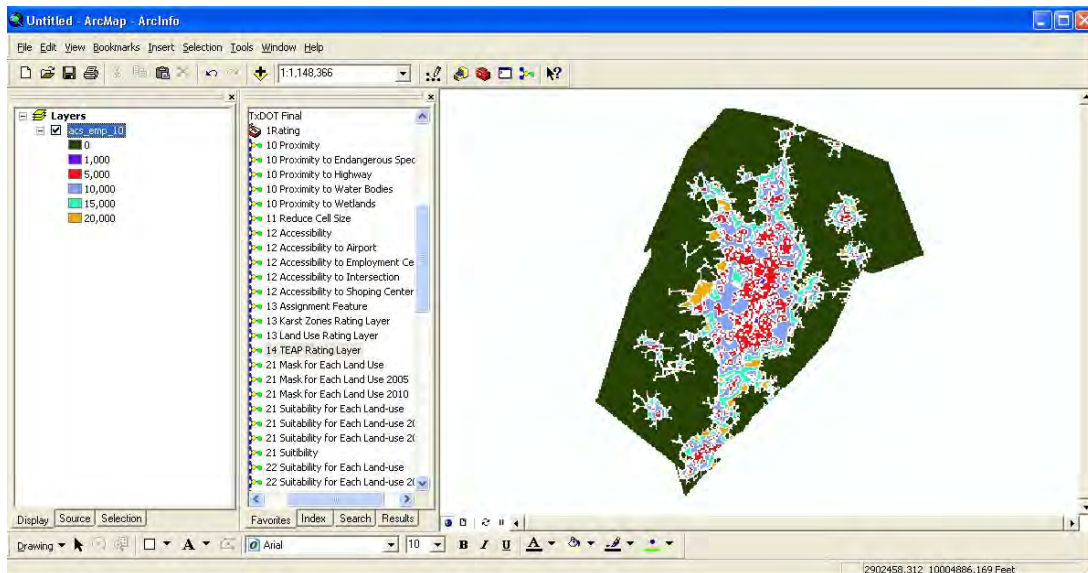 Untitled - ArcMap - ArcInfo
File Edit View Bookmarks Insert Selection Tools Window Help
1:1,148,366
Layers
acs_emp_10
0
1,000
5,000
10,000
15,000
20,000
TxDOT Final
1Rating
10 Proximity
10 Proximity to Endangerous Spec
10 Proximity to Highway
10 Proximity to Water Bodies
10 Proximity to Wetlands
11 Reduce Cell Size
12 Accessibility
12 Accessibility to Airport
12 Accessibility to Employment Ce
12 Accessibility to Intersection
12 Accessibility to Shoping Center
13 Assignment Feature
13 Karst Zones Rating Layer
13 Land Use Rating Layer
14 TEAP Rating Layer
21 Mask for Each Land Use
21 Mask for Each Land Use 2005
21 Mask for Each Land Use 2010
21 Suitability for Each Land-use
21 Suitability for Each Land-use 20
21 Suitability for Each Land-use 20
21 Suitibility
22 Suitability for Each Land-use
22 Suitability for Each Land-use 20
Display Source Selection
Favorites Index Search Results
Drawing A Arial 10 B I U A
2902458.312 10004886.169 Feet